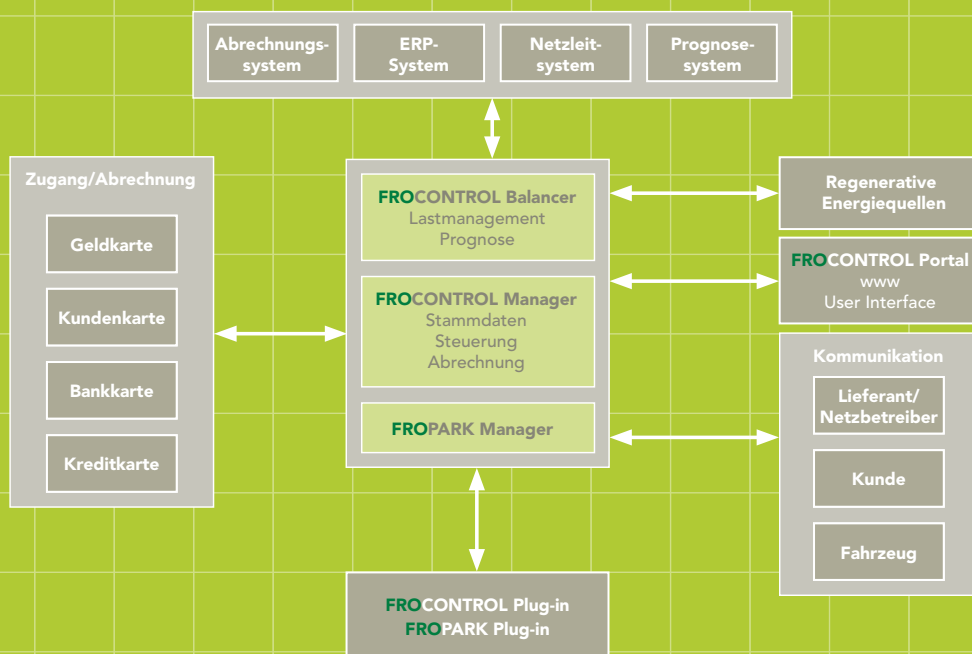 Abrechnungs-
system
ERP-
System
Netzleit-
system
Prognose-
system
Zugang/Abrechnung
Geldkarte
Kundenkarte
Bankkarte
Kreditkarte
FROCONTROL Balancer
Lastmanagement
Prognose
FROCONTROL Manager
Stammdaten
Steuerung
Abrechnung
FROPARK Manager
Regenerative
Energiequellen
FROCONTROL Portal
www
User Interface
Kommunikation
Lieferant/
Netzbetreiber
Kunde
Fahrzeug
FROCONTROL Plug-in
FROPARK Plug-in